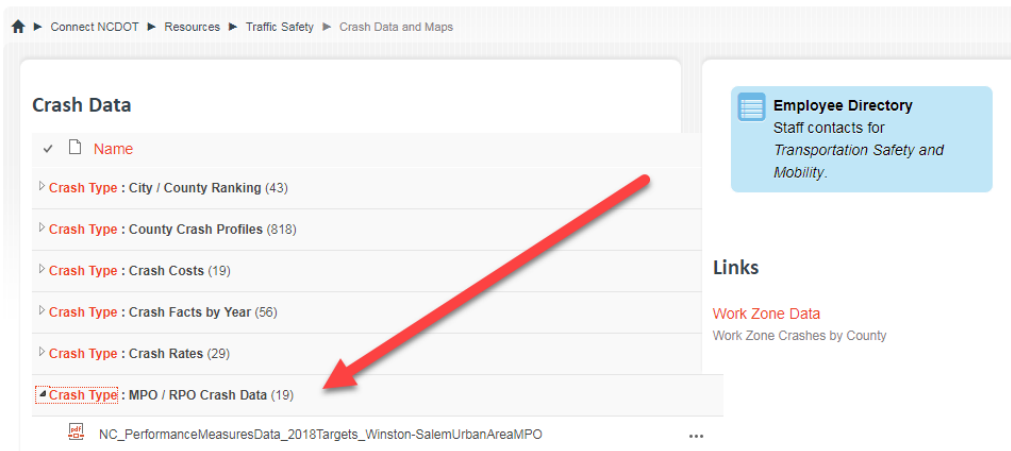 Connect NCDOT Resources Traffic Safety Crash Data and Maps
Crash Data
Name
Crash Type : City / County Ranking (43)
Crash Type : County Crash Profiles (818)
Crash Type : Crash Costs (19)
Crash Type : Crash Facts by Year (56)
Crash Type : Crash Rates (29)
Crash Type : MPO / RPO Crash Data (19)
pdf NC_PerformanceMeasuresData_2018Targets_Winston-SalemUrbanAreaMPO ...
Employee Directory
Staff contacts for
Transportation Safety and
Mobility.
Links
Work Zone Data
Work Zone Crashes by County